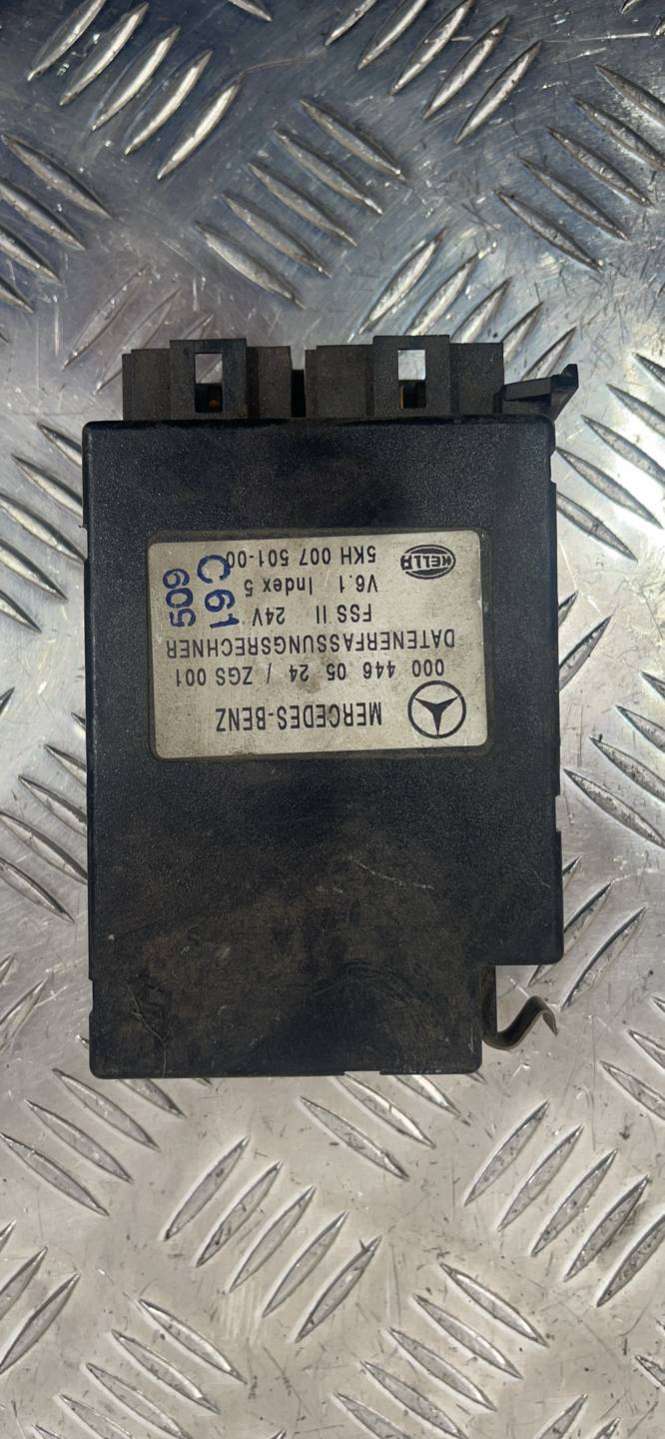 MERCEDES-BENZ
000 446 05 24 / ZGS 001
DATENERFASSUNGSRECHNER
FSS II 24V
V6.1 Index 5
5KH 007 501-00
HELLA
C 61
609